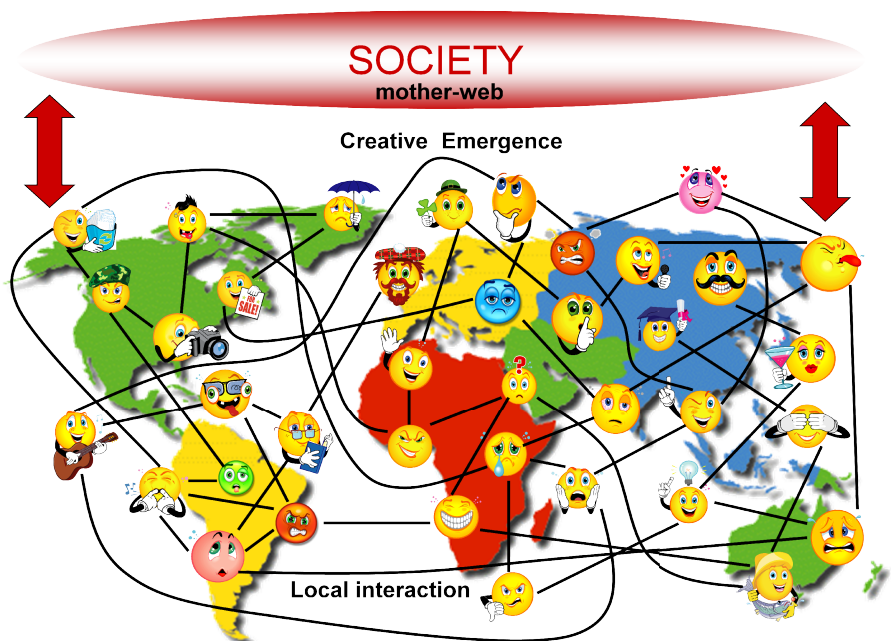 SOCIETY
mother-web
Creative Emergence
FOR
SALE!
?
Local interaction